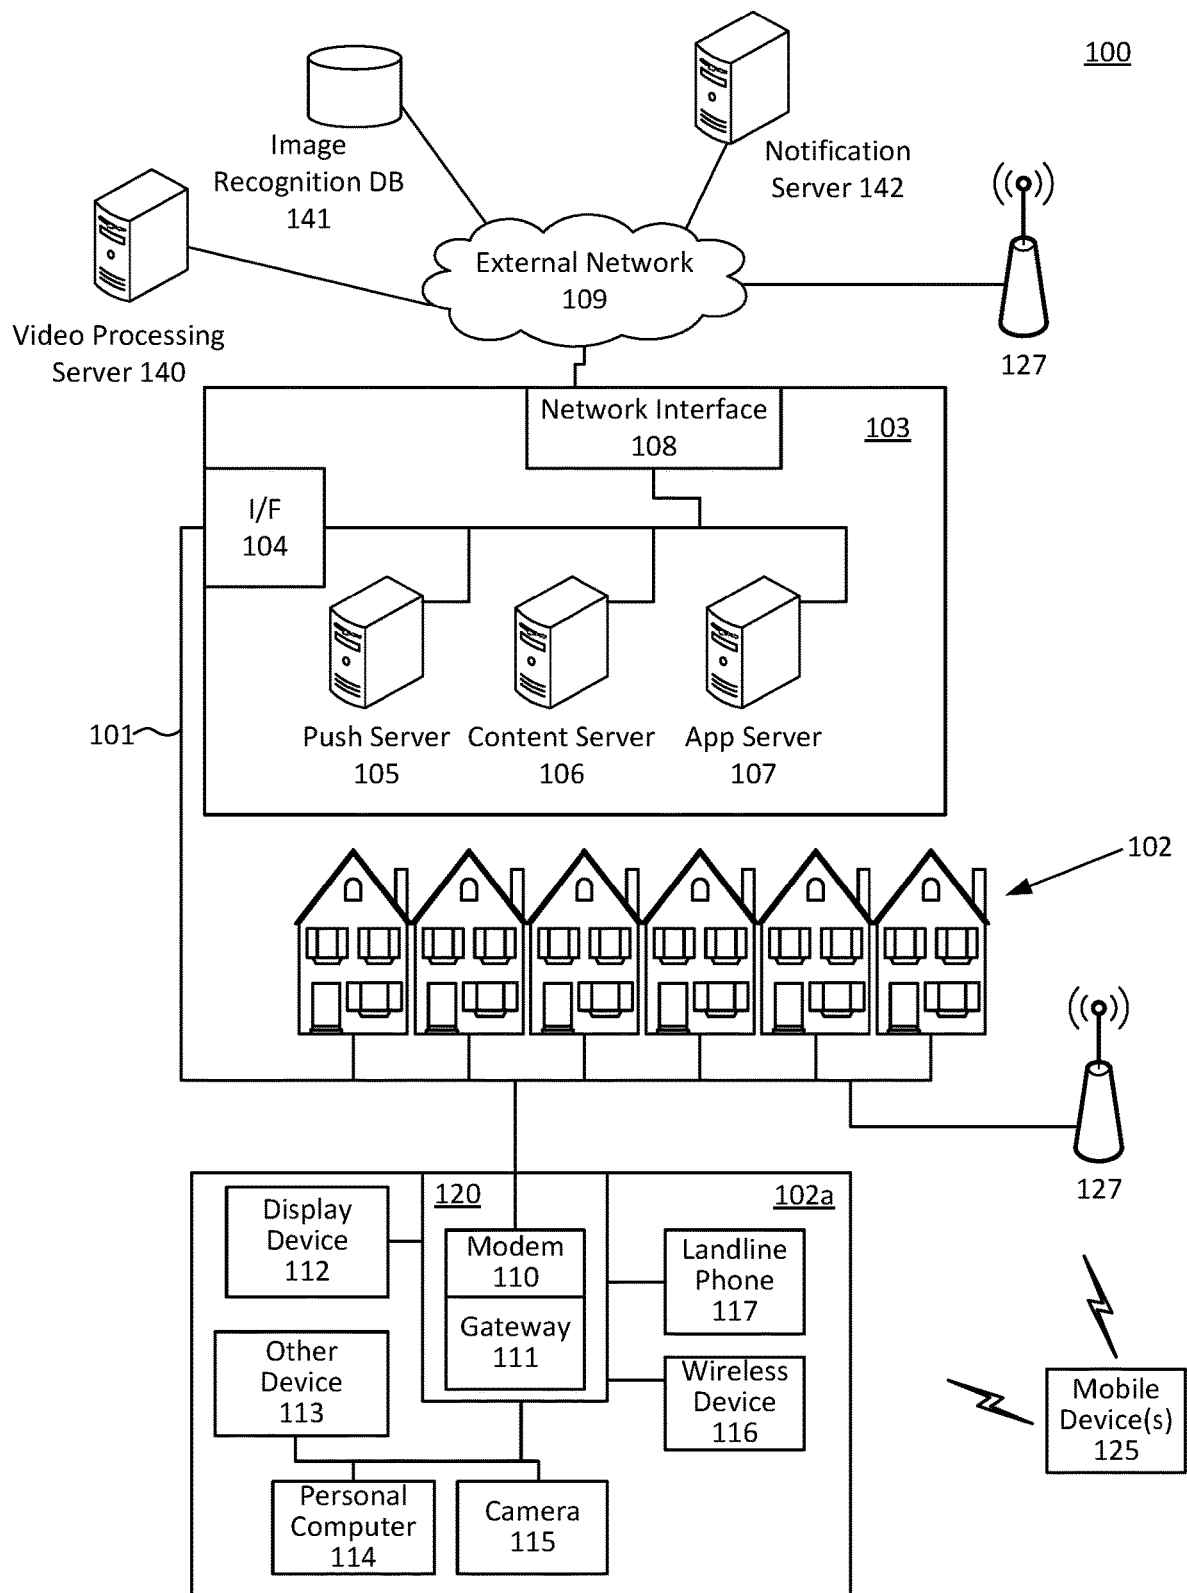 100
Image
Recognition DB
141
Notification
Server 142
External Network
109
Video Processing
Server 140
127
Network Interface
108
103
I/F
104
101
Push Server
105
Content Server
106
App Server
107
102
127
120
102a
Display
Device
112
Modem
110
Landline
Phone
117
Gateway
111
Other
Device
113
Wireless
Device
116
Mobile
Device(s)
125
Personal
Computer
114
Camera
115